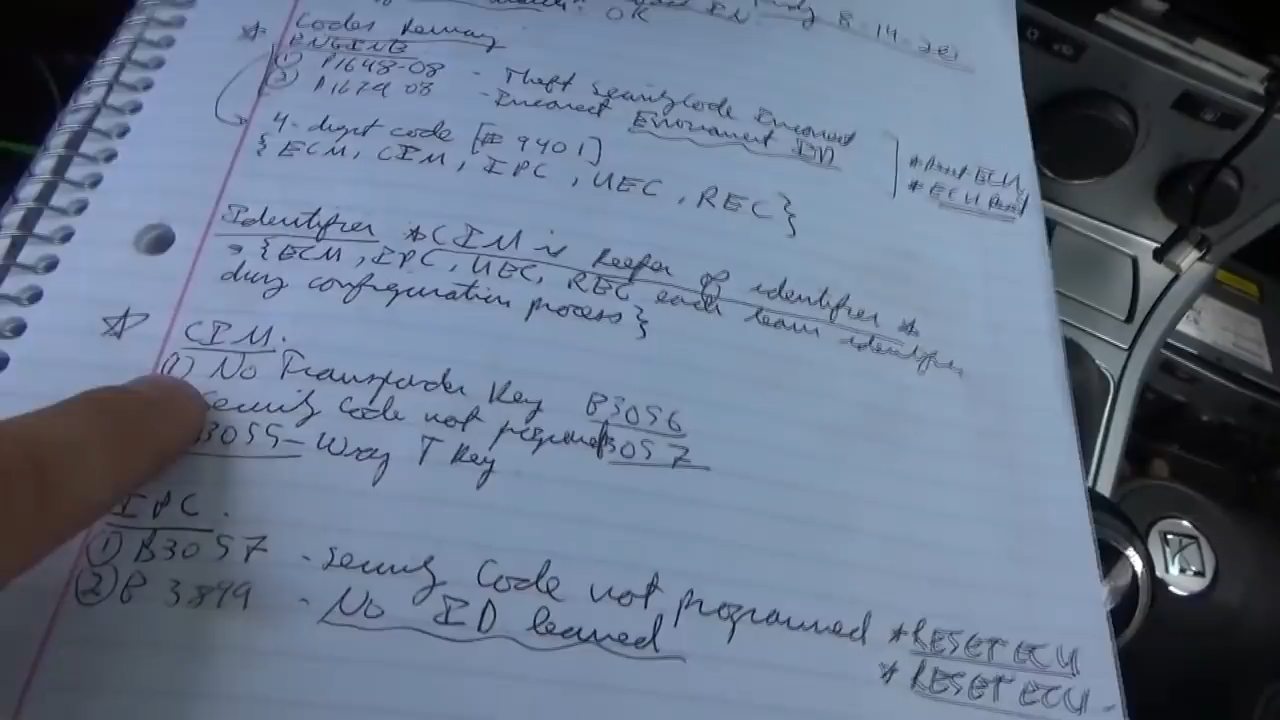 OK
8-14-
Codes
ENGINE
① P1648-08 - Theft Security Code Incorrect
② P1679 08 - Incorrect Environment ID
4-digit code [9401]
{ECM, CIM, IPC, UEC, REC}
* Reset ECU
* ECU Reset
Identifier * CIM is keeper of identifier *
→ {ECM, IPC, UEC, REC each learn identifier
during configuration process}
CIM.
① No Transponder Key B3056
Security Code not programed B3057
B3055 - Wrong T Key
IPC.
① B3057 - Security Code not programmed * RESET ECU
② B 3899 - No ID learned * RESET ECU